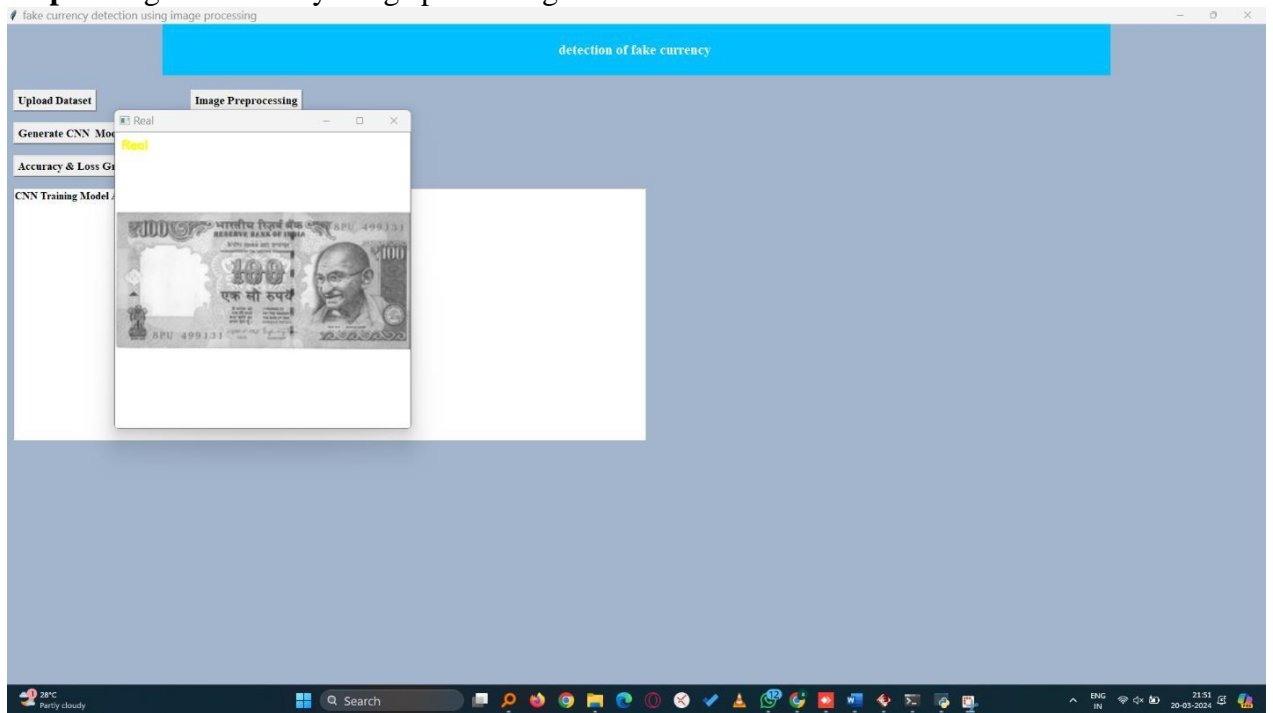 fake currency detection using image processing
detection of fake currency
Upload Dataset
Image Preprocessing
Generate CNN
Accuracy & Loss
CNN Training Model
Real
Real
भारतीय रिज़र्व बैंक
RESERVE BANK OF INDIA
8PU 499131
100
100
100
एक सौ रुपये
8PU 499131
28°C
Partly cloudy
Search
12
ENG
IN
21:51
20-03-2024